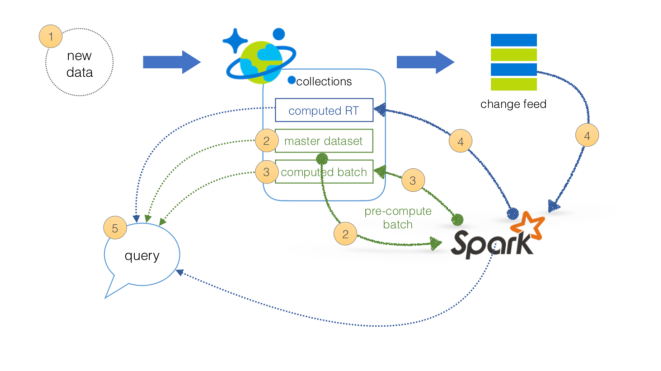 1
new
data
collections
change feed
computed RT
2
master dataset
3
computed batch
4
4
3
pre-compute
batch
2
5
query
Spark